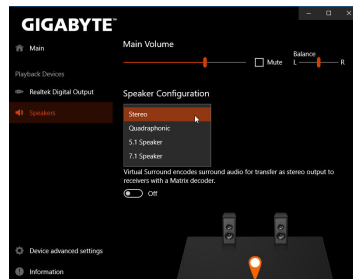 GIGABYTE™
Main
Playback Devices
Realtek Digital Output
Speakers
Device advanced settings
Information
Main Volume
Mute
Balance
L
R
Speaker Configuration
Stereo
Quadraphonic
5.1 Speaker
7.1 Speaker
Virtual Surround encodes surround audio for transfer as stereo output to
receivers with a Matrix decoder.
Off